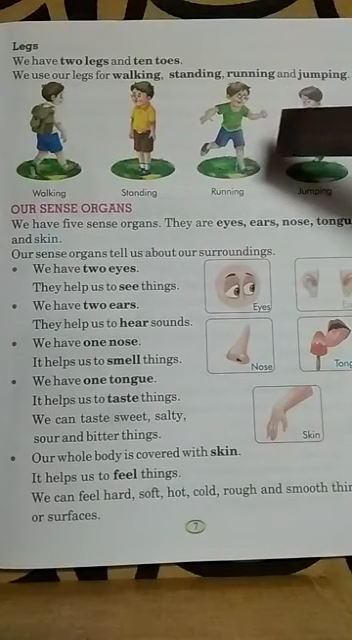 Legs
We have two legs and ten toes.
We use our legs for walking, standing, running and jumping.
Walking Standing Running Jumping
OUR SENSE ORGANS
We have five sense organs. They are eyes, ears, nose, tongu
and skin.
Our sense organs tell us about our surroundings.
• We have two eyes.
They help us to see things.
Eyes
• We have two ears.
They help us to hear sounds.
• We have one nose.
It helps us to smell things.
Nose Tong
• We have one tongue.
It helps us to taste things.
We can taste sweet, salty,
sour and bitter things.
Skin
• Our whole body is covered with skin.
It helps us to feel things.
We can feel hard, soft, hot, cold, rough and smooth thin
or surfaces.
7